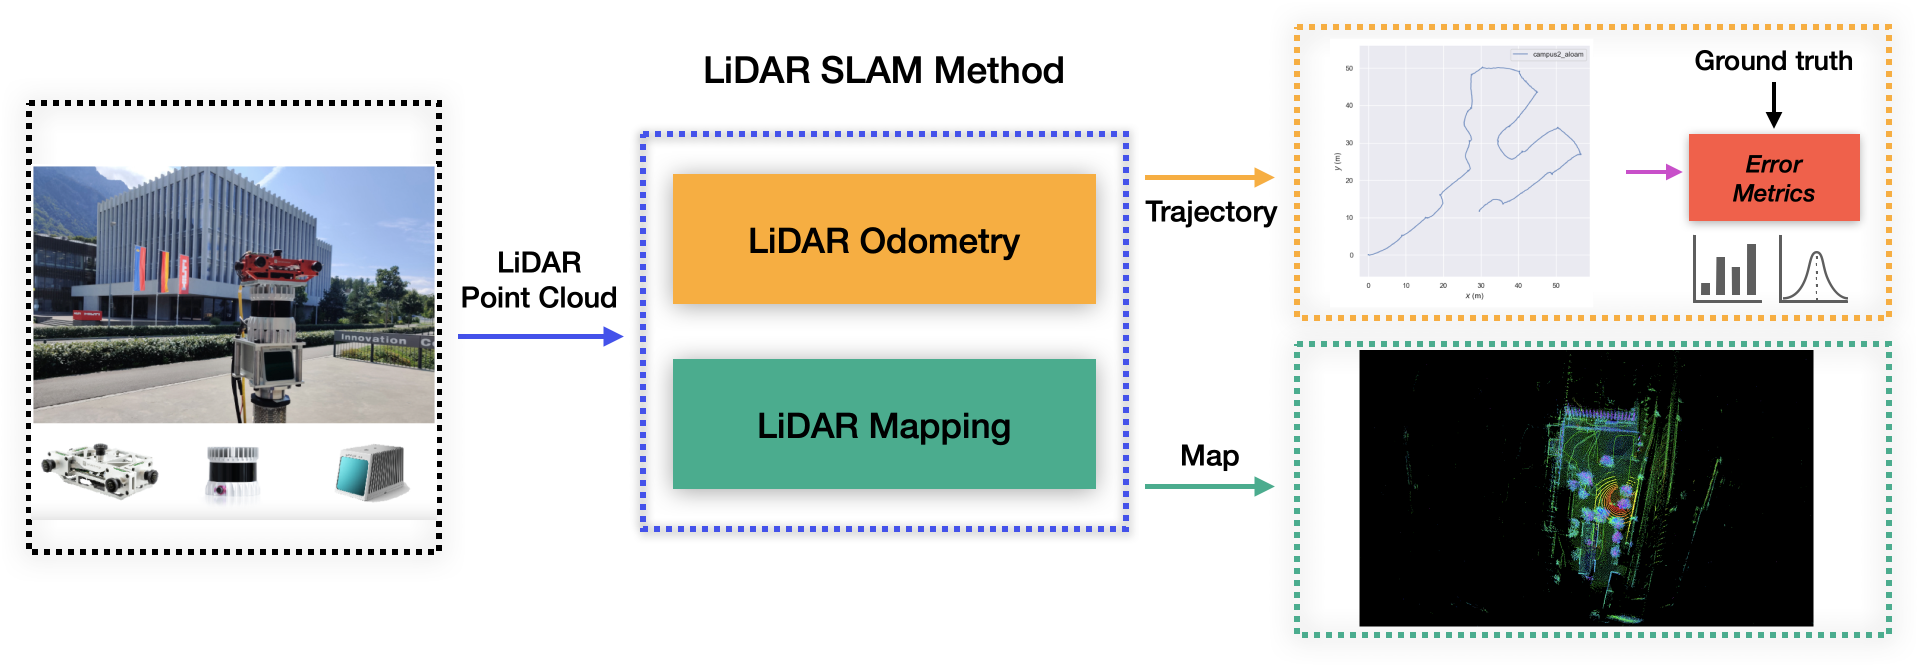 LiDAR SLAM Method
Innovation C
LiDAR
Point Cloud
LiDAR Odometry
LiDAR Mapping
Trajectory
Map
campus2_aloam
50
40
30
20
10
0
y (m)
0
10
20
30
40
50
x (m)
Ground truth
Error
Metrics